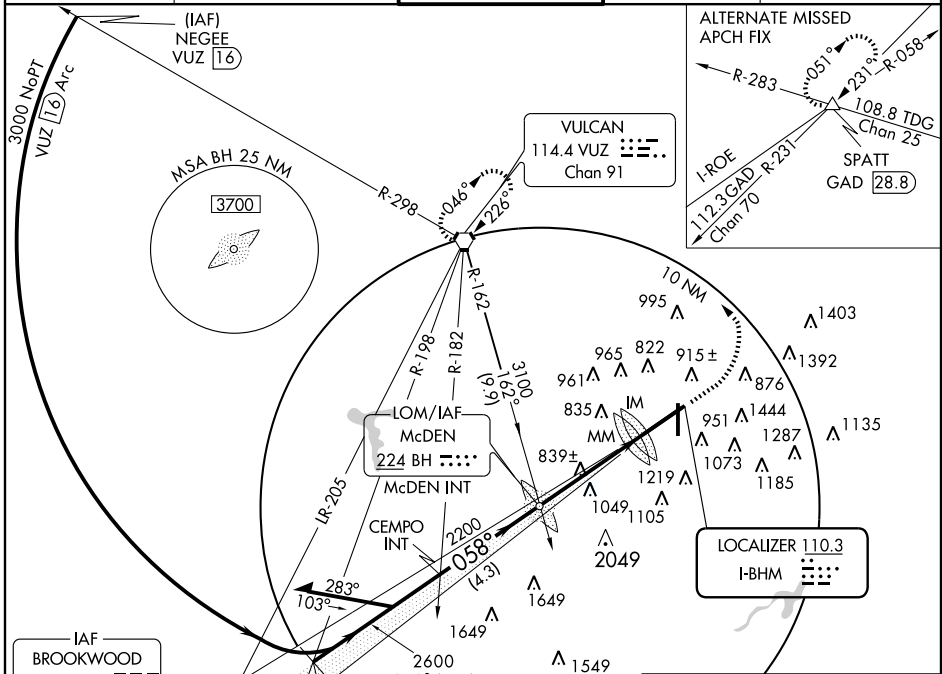 (IAF)
NEGEE
VUZ 16
3000 NoPT
VUZ 16 Arc
MSA BH 25 NM
3700
R-298
046°
226°
VULCAN
114.4 VUZ
Chan 91
ALTERNATE MISSED
APCH FIX
R-283
051°
231°
R-058
108.8 TDG
Chan 25
I-ROE
112.3 GAD
R-231
Chan 70
SPATT
GAD 28.8
R-162
R-198
R-182
LR-205
3100
162°
(9.9)
10 NM
995
1403
1392
965
822
915±
961
876
835
IM
MM
951
1444
1287
1135
1073
1185
839±
1219
1049
1105
2049
LOM/IAF
McDEN
224 BH
McDEN INT
CEMPO
INT
2200
058°
(4.3)
283°
103°
LOCALIZER 110.3
I-BHM
1649
1649
2600
1549
IAF
BROOKWOOD